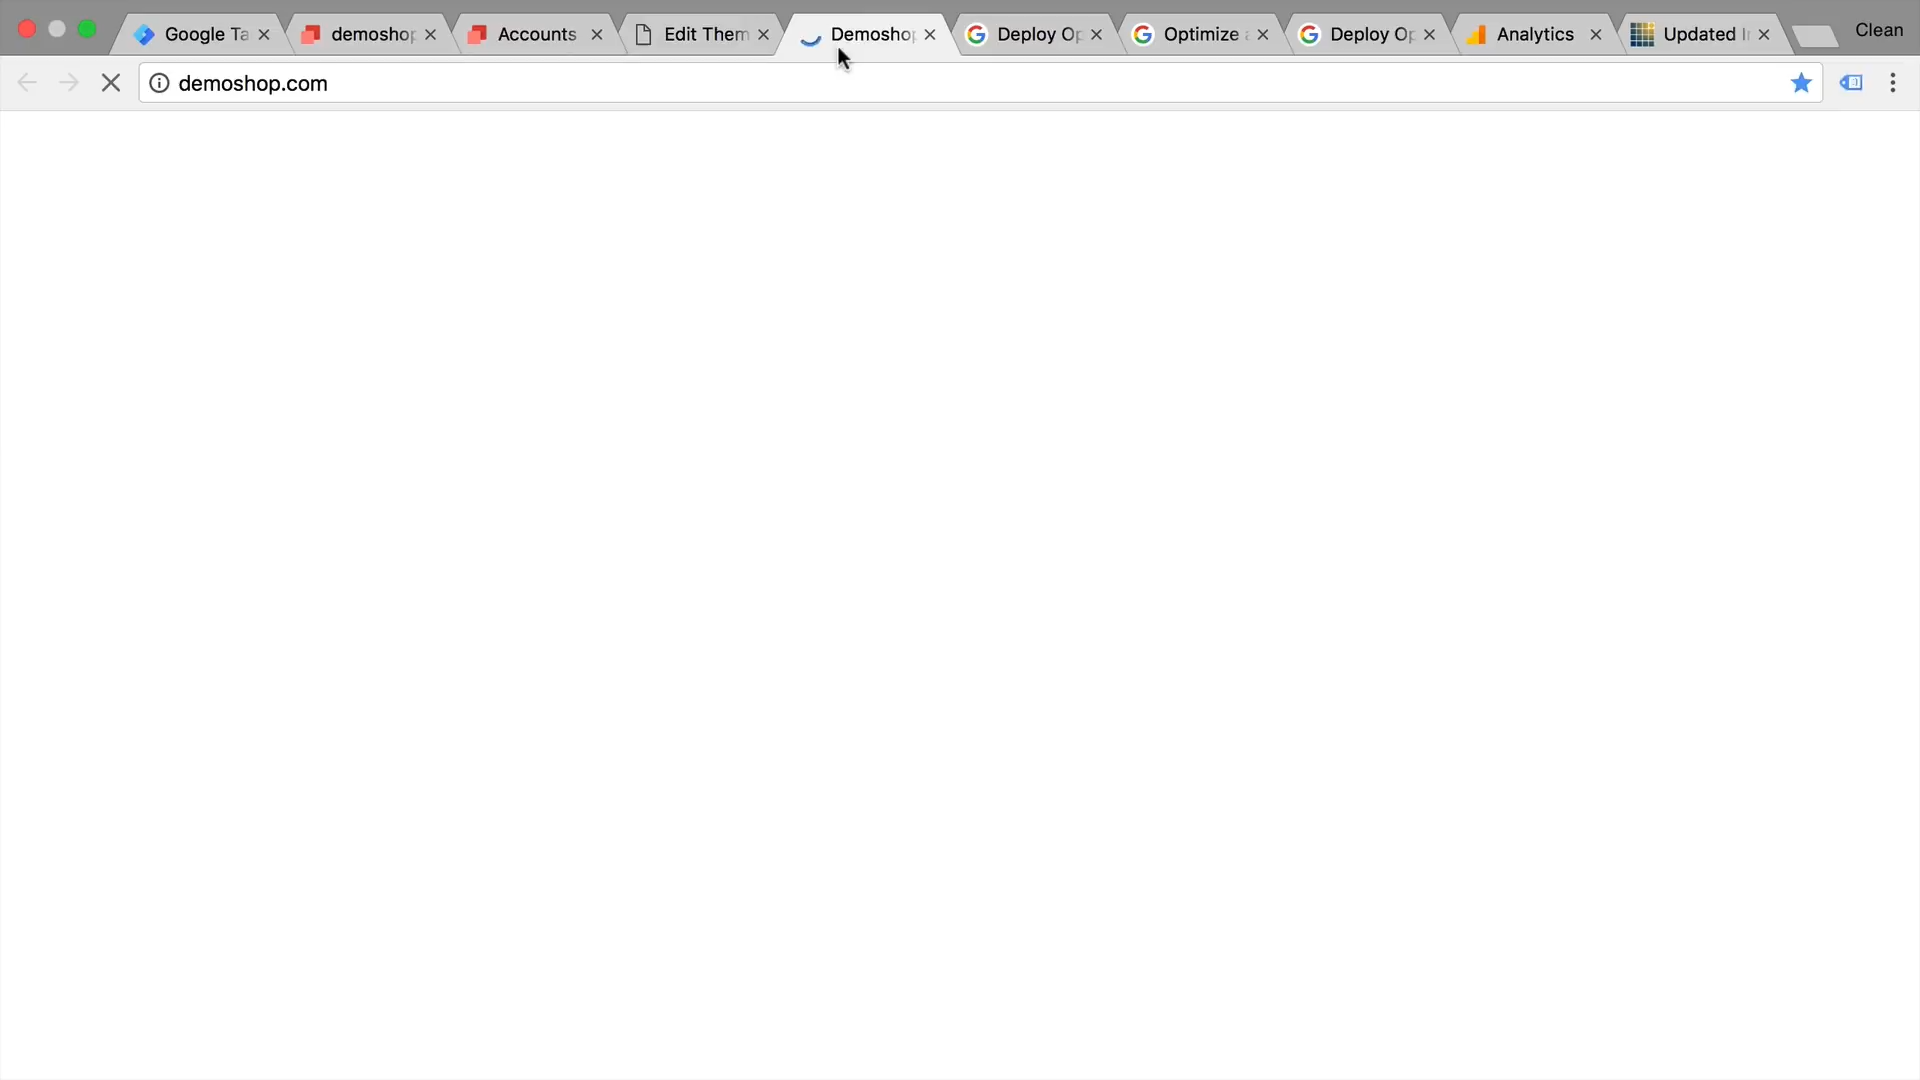 Google Ta
demoshop
Accounts
Edit Them
Demoshop
Deploy Op
Optimize a
Deploy Op
Analytics
Updated I
Clean
demoshop.com